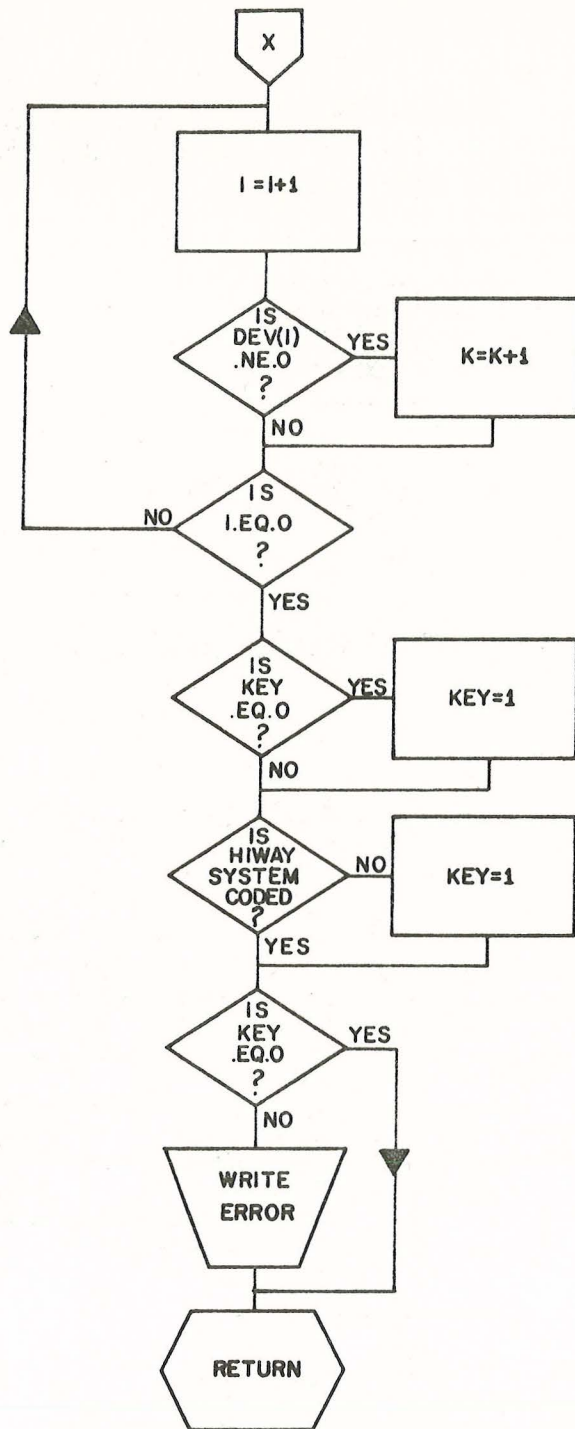 X
I=I+1
IS
DEV(I)
.NE.0
?
YES
K=K+1
NO
IS
I.EQ.0
?
NO
YES
IS
KEY
.EQ.0
?
YES
KEY=1
NO
IS
HIWAY
SYSTEM
CODED
?
NO
KEY=1
YES
IS
KEY
.EQ.0
?
YES
NO
WRITE
ERROR
RETURN